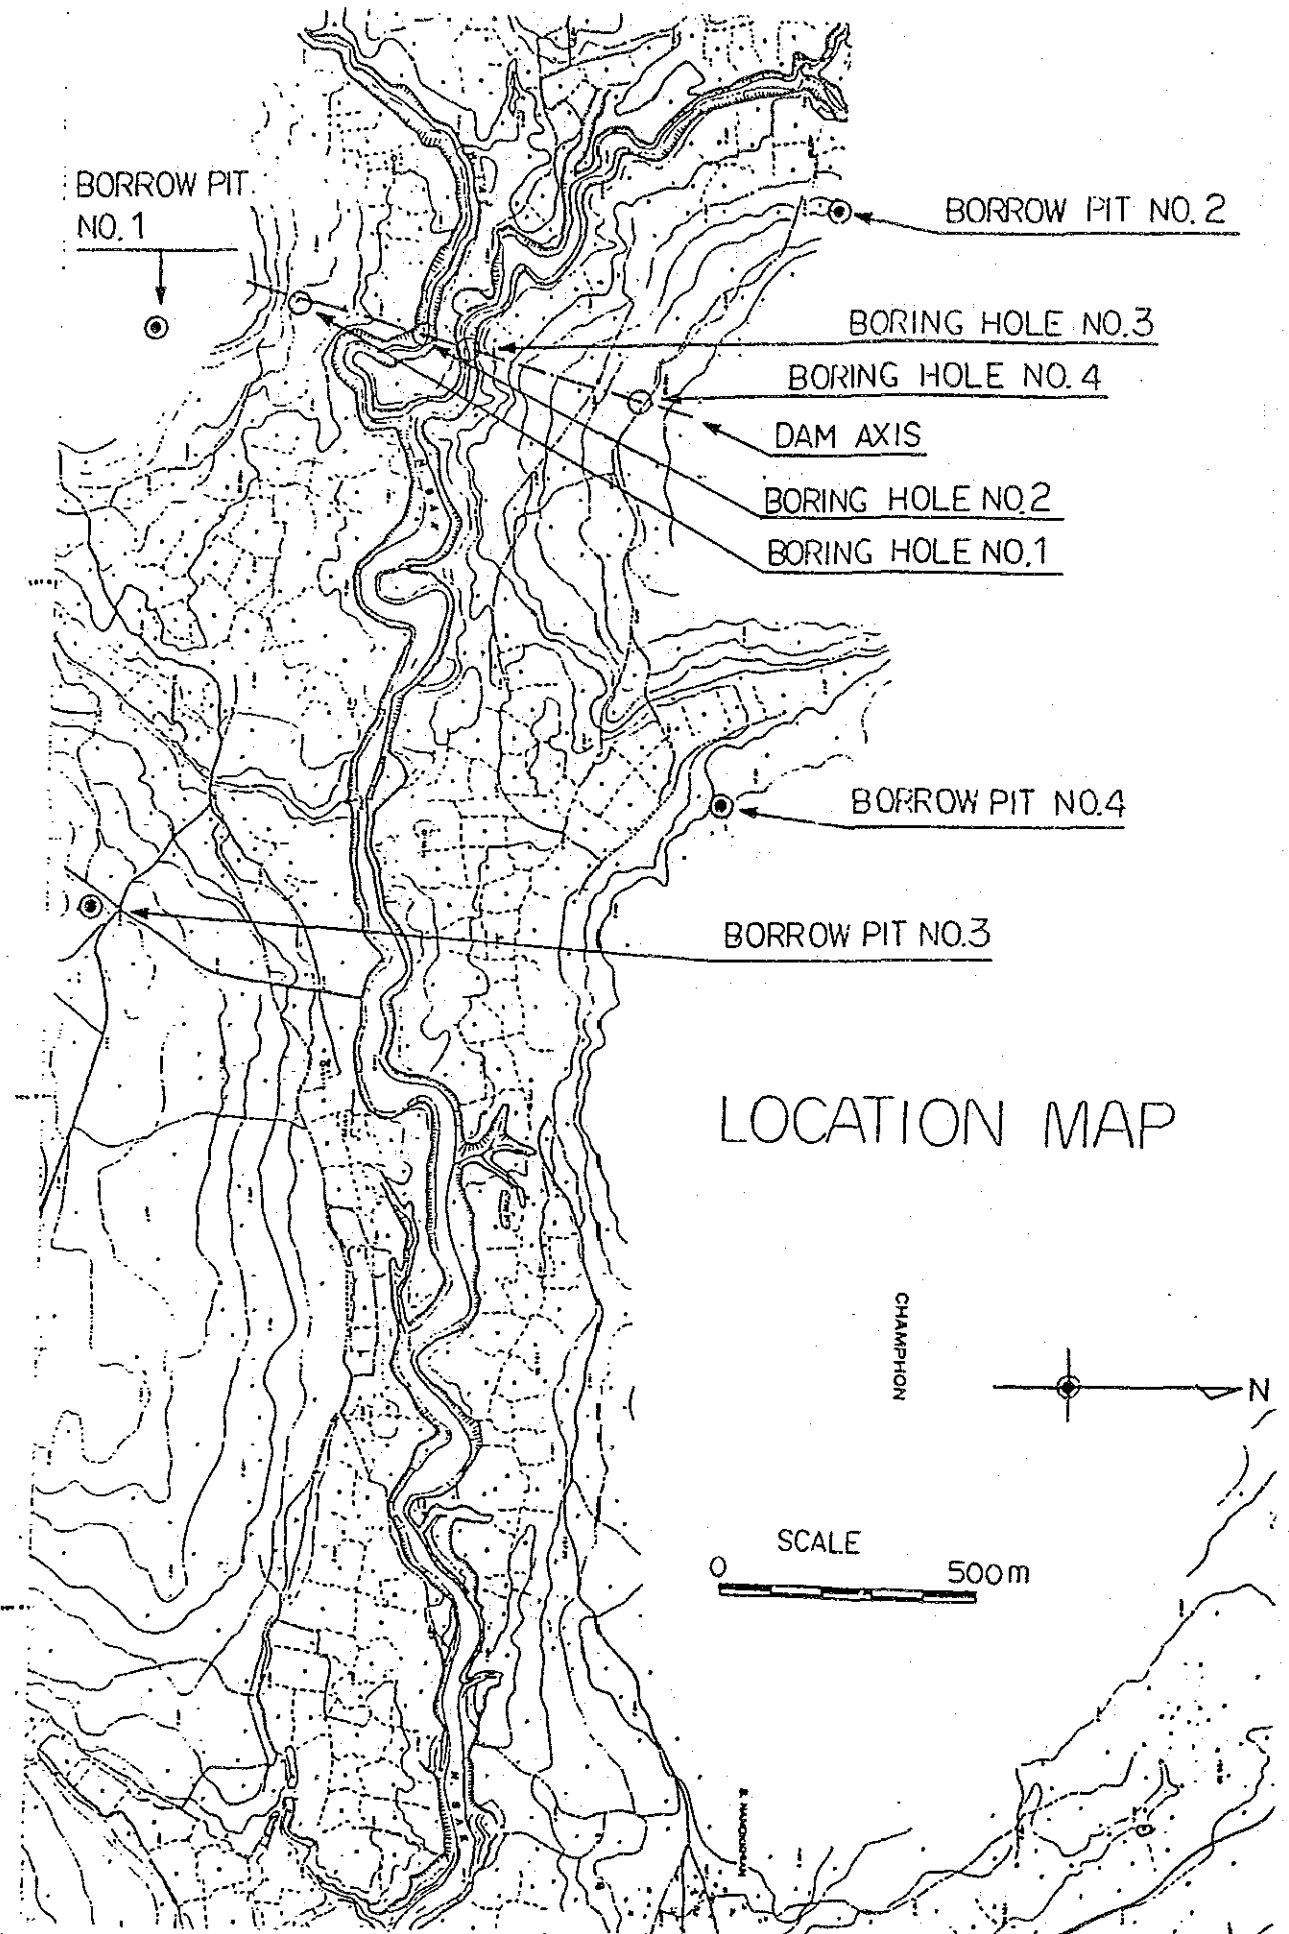 BORROW PIT
NO. 1
BORROW PIT NO. 2
BORING HOLE NO.3
BORING HOLE NO. 4
DAM AXIS
BORING HOLE NO.2
BORING HOLE NO.1
BORROW PIT NO.4
BORROW PIT NO.3
LOCATION MAP
CHAMPHON
N
SCALE
0 500m